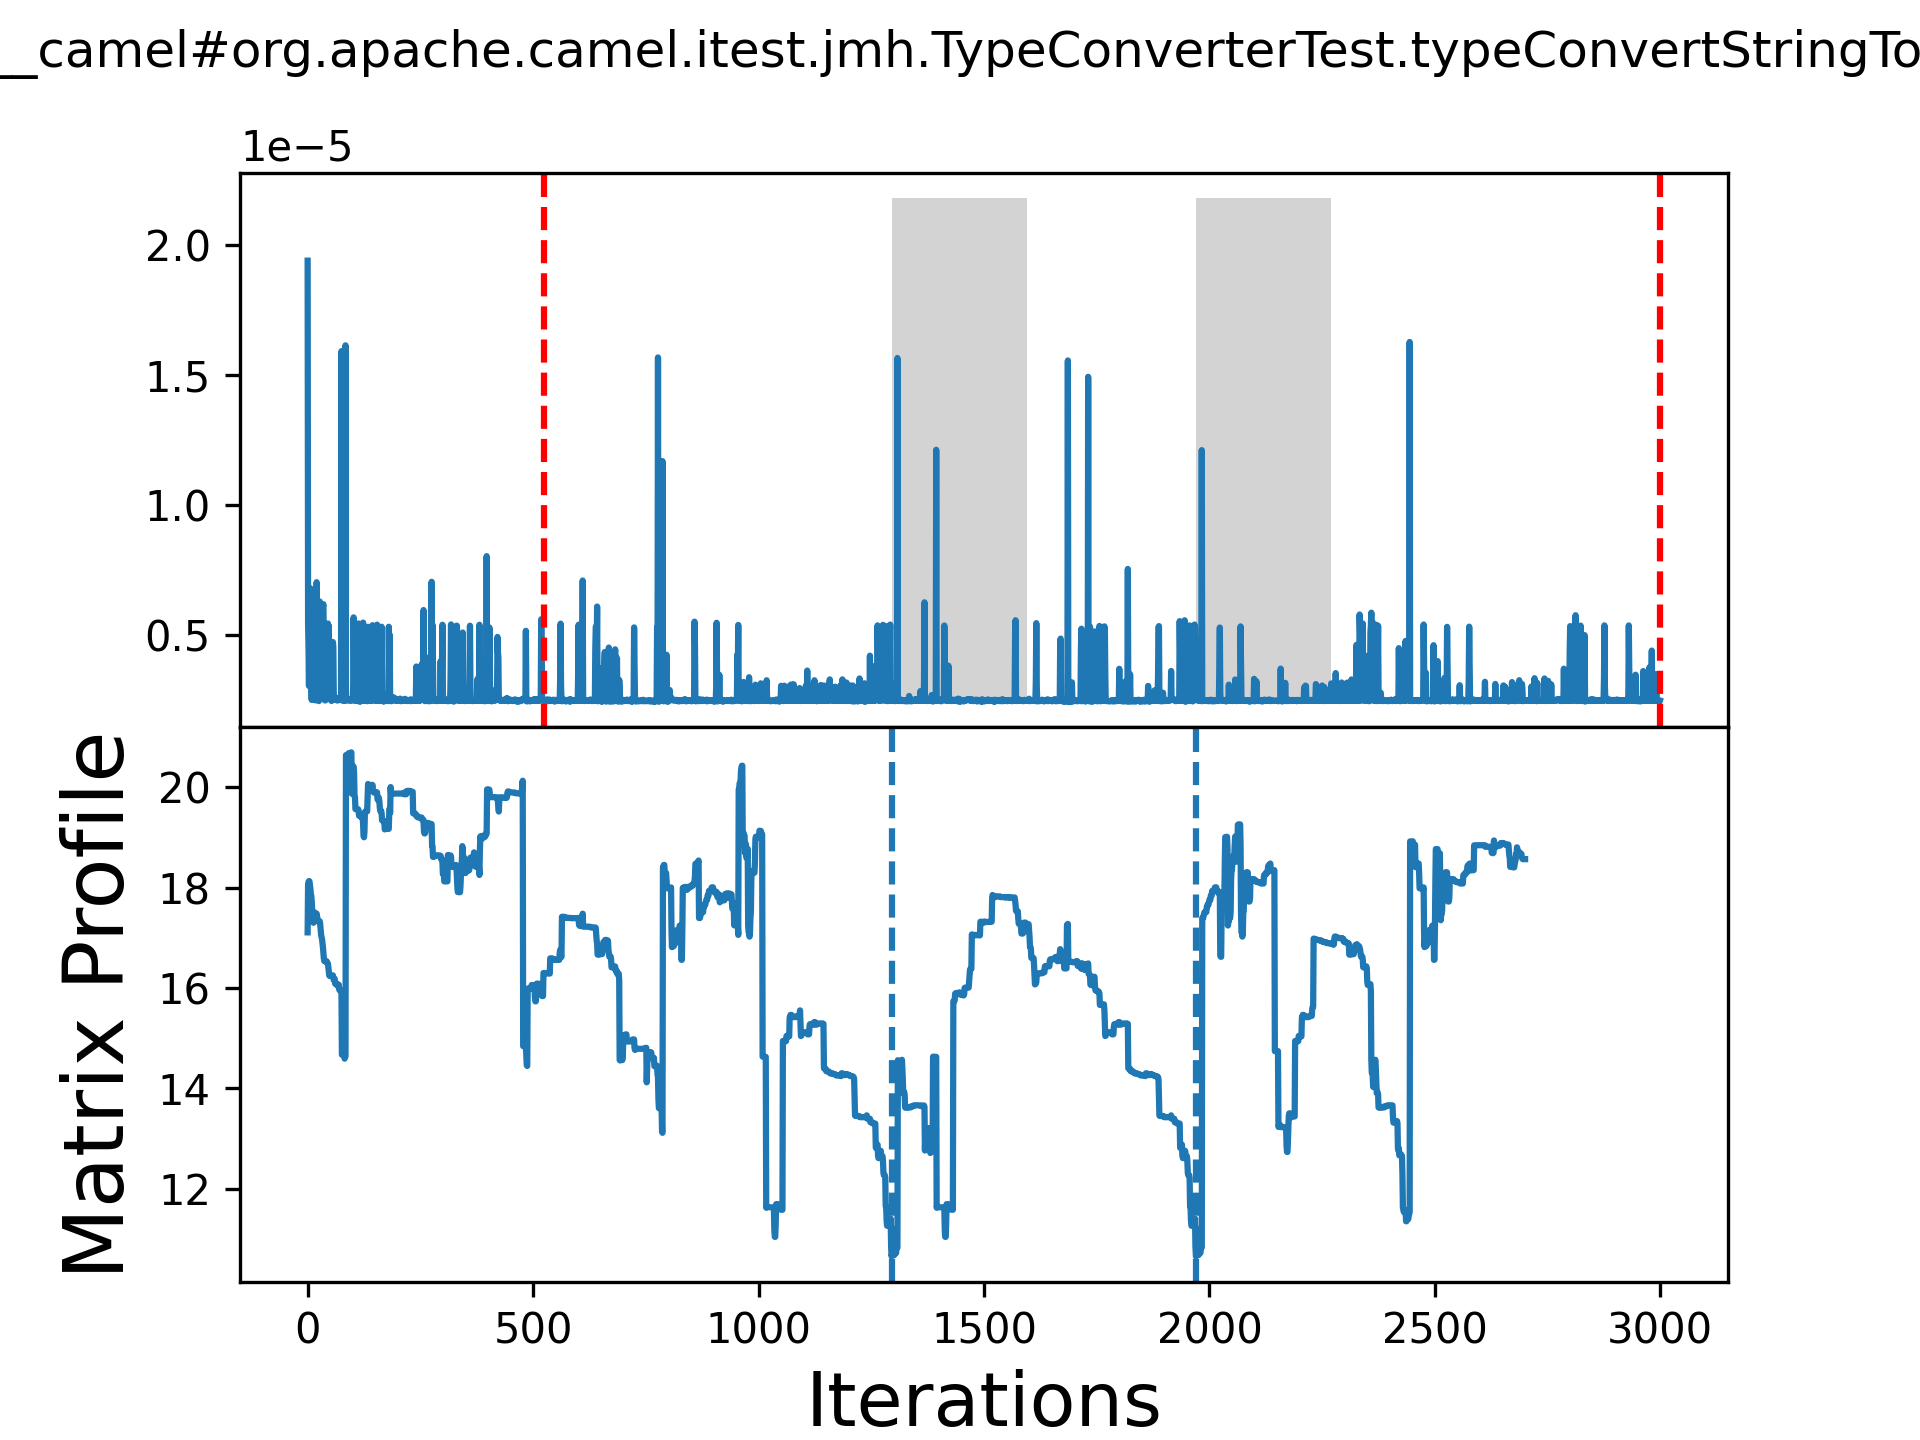 __camel#org.apache.camel.itest.jmh.TypeConverterTest.typeConvertStringTo
1e−5
2.0
1.5
1.0
0.5
Matrix Profile
20
18
16
14
12
0 500 1000 1500 2000 2500 3000
Iterations